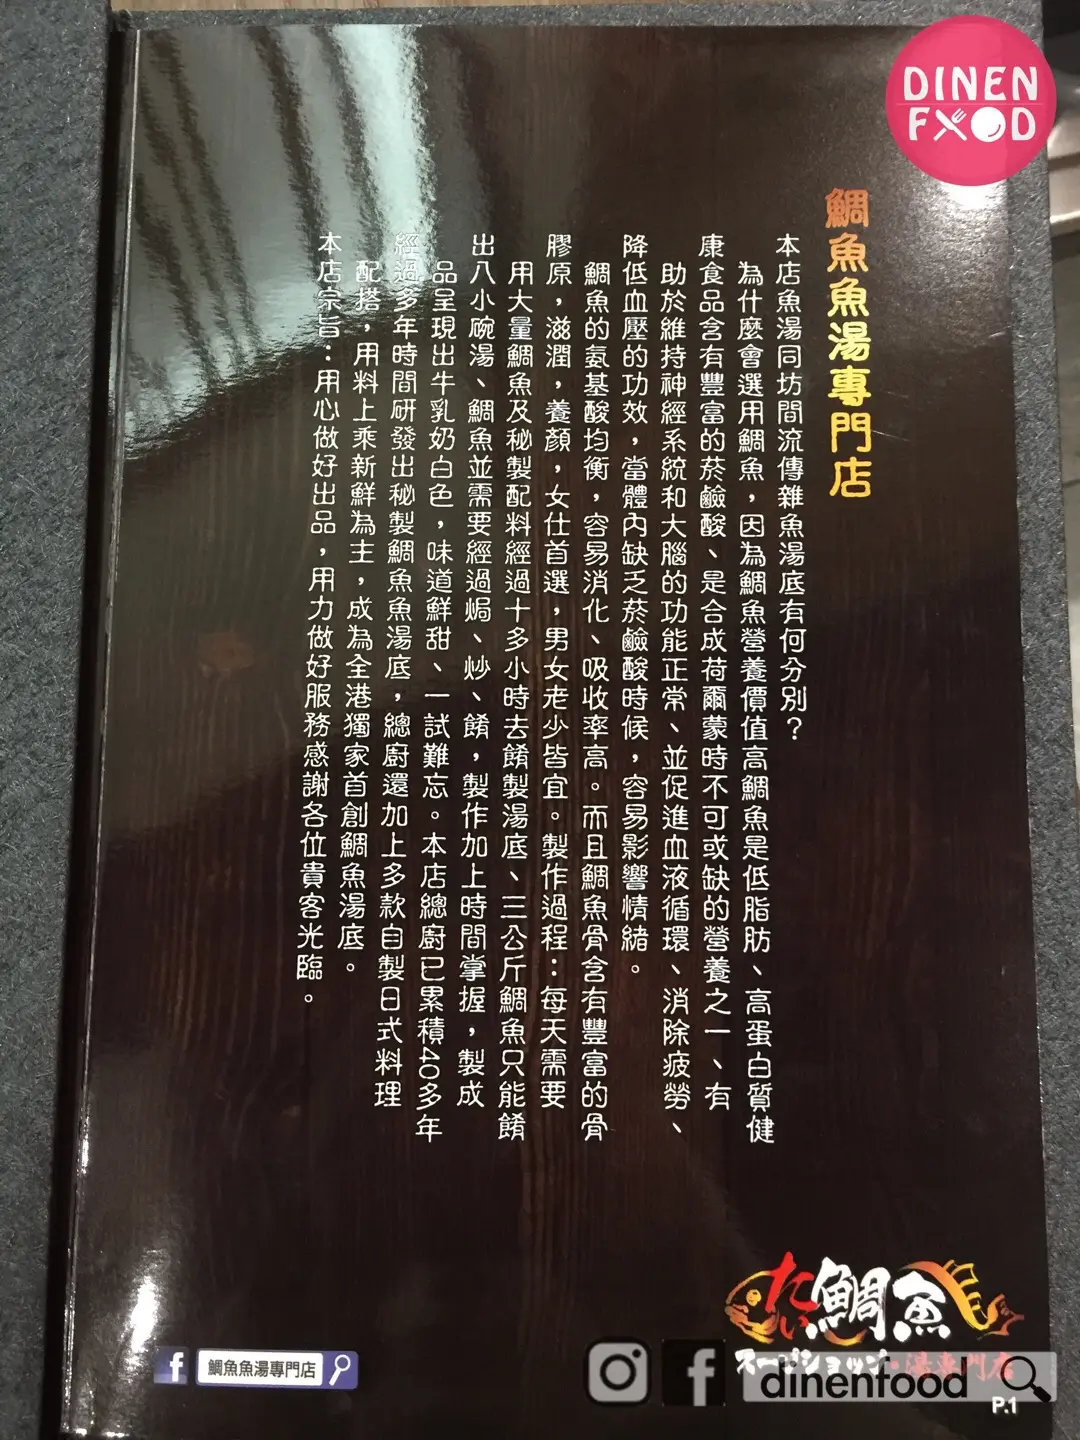 DINEN
FOOD
鯛魚魚湯專門店
本店魚湯同坊間流傳雜魚湯底有何分別？
為什麼會選用鯛魚，因為鯛魚營養價值高鯛魚是低脂肪、高蛋白質健
康食品含有豐富的菸鹼酸、是合成荷爾蒙時不可或缺的營養之一、有
助於維持神經系統和大腦的功能正常、並促進血液循環、消除疲勞、
降低血壓的功效，當體內缺乏菸鹼酸時候，容易影響情緒。
鯛魚的氨基酸均衡，容易消化、吸收率高。而且鯛魚骨含有豐富的骨
膠原，滋潤，養顏，女仕首選，男女老少皆宜。製作過程：每天需要
用大量鯛魚及秘製配料經過十多小時去餚製湯底、三公斤鯛魚只能餚
出八小碗湯、鯛魚並需要經過焗、炒、餚，製作加上時間掌握，製成
品呈現出牛乳奶白色，味道鮮甜、一試難忘。本店總廚已累積40多年
經過多年時間研發出秘製鯛魚魚湯底，總廚還加上多款自製日式料理
配搭，用料上乘新鮮為主，成為全港獨家首創鯛魚湯底。
本店宗旨：用心做好出品，用力做好服務感謝各位貴客光臨。
たい鯛魚
スープショップ・湯專門店
f 鯛魚魚湯專門店
f dinenfood
P.1